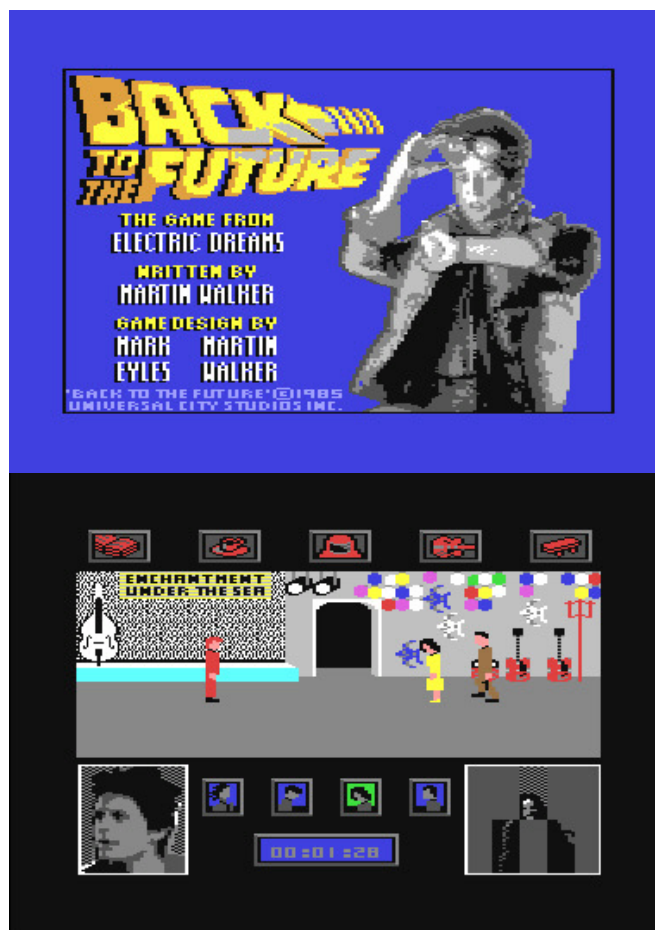 BACK
TO THE FUTURE
THE GAME FROM
ELECTRIC DREAMS
WRITTEN BY
MARTIN WALKER
GAME DESIGN BY
MARK MARTIN
EYLES WALKER
'BACK TO THE FUTURE' ©1985
UNIVERSAL CITY STUDIOS INC.
ENCHANTMENT
UNDER THE SEA
00:01:28